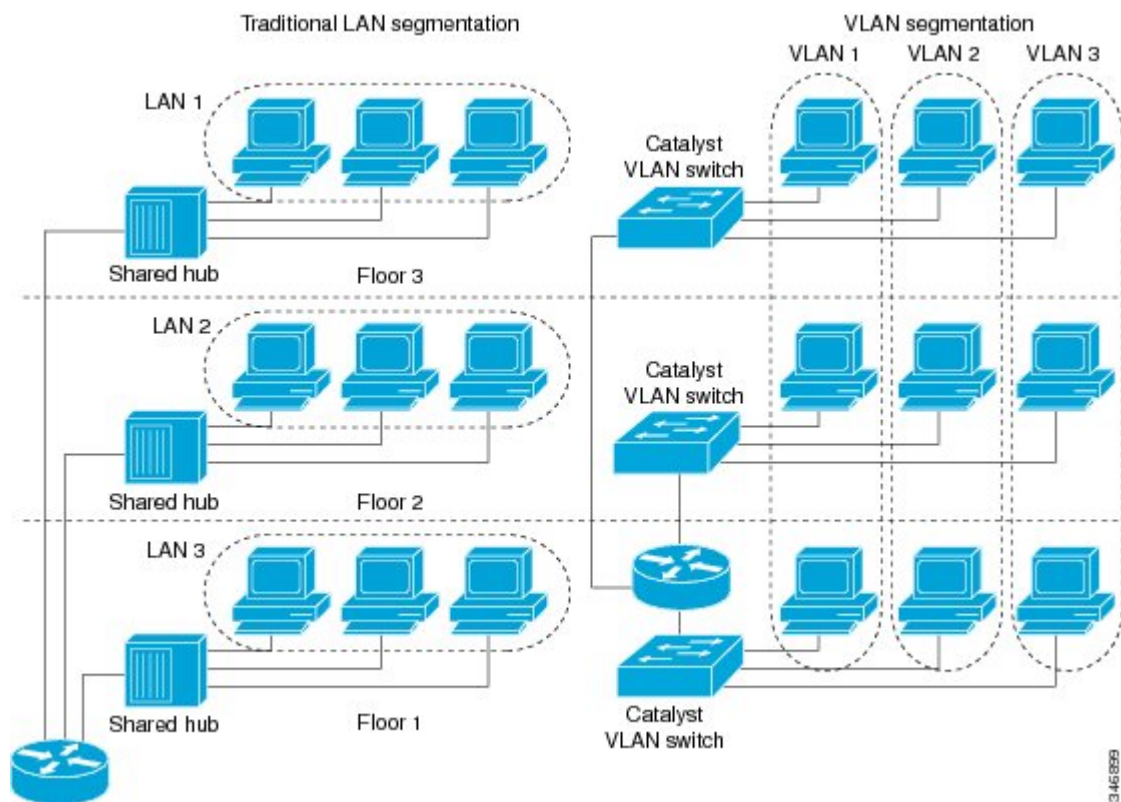 Traditional LAN segmentation
VLAN segmentation
VLAN 1
VLAN 2
VLAN 3
LAN 1
Catalyst
VLAN switch
Shared hub
Floor 3
LAN 2
Catalyst
VLAN switch
Shared hub
Floor 2
LAN 3
Shared hub
Floor 1
Catalyst
VLAN switch
346899